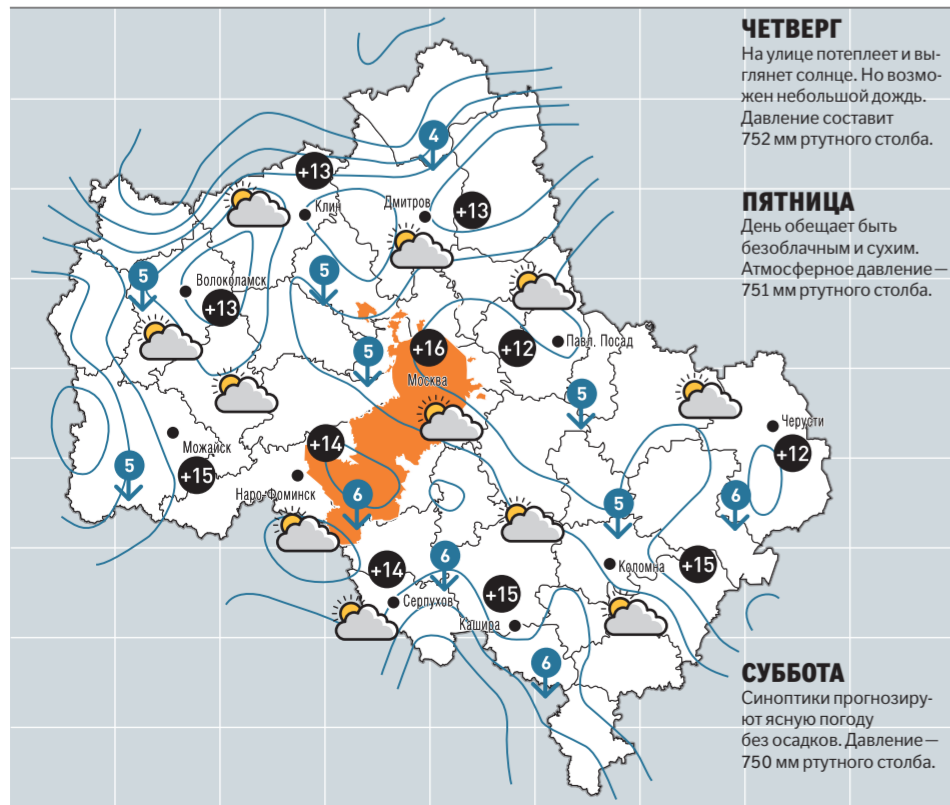 ЧЕТВЕРГ
На улице потеплеет и вы-
глянет солнце. Но возмо-
жен небольшой дождь.
Давление составит
752 мм ртутного столба.
ПЯТНИЦА
День обещает быть
безоблачным и сухим.
Атмосферное давление—
751 мм ртутного столба.
СУББОТА
Синоптики прогнозиру-
ют ясную погоду
без осадков. Давление—
750 мм ртутного столба.
4
+13
Клин
Дмитров
+13
5
Волоколамск
+13
5
5
+16
Москва
+12
Павл. Посад
5
Черусти
+12
Можайск
+15
5
+14
Наро-Фоминск
6
5
6
6
+14
Серпухов
+15
Кашира
Коломна
+15
6